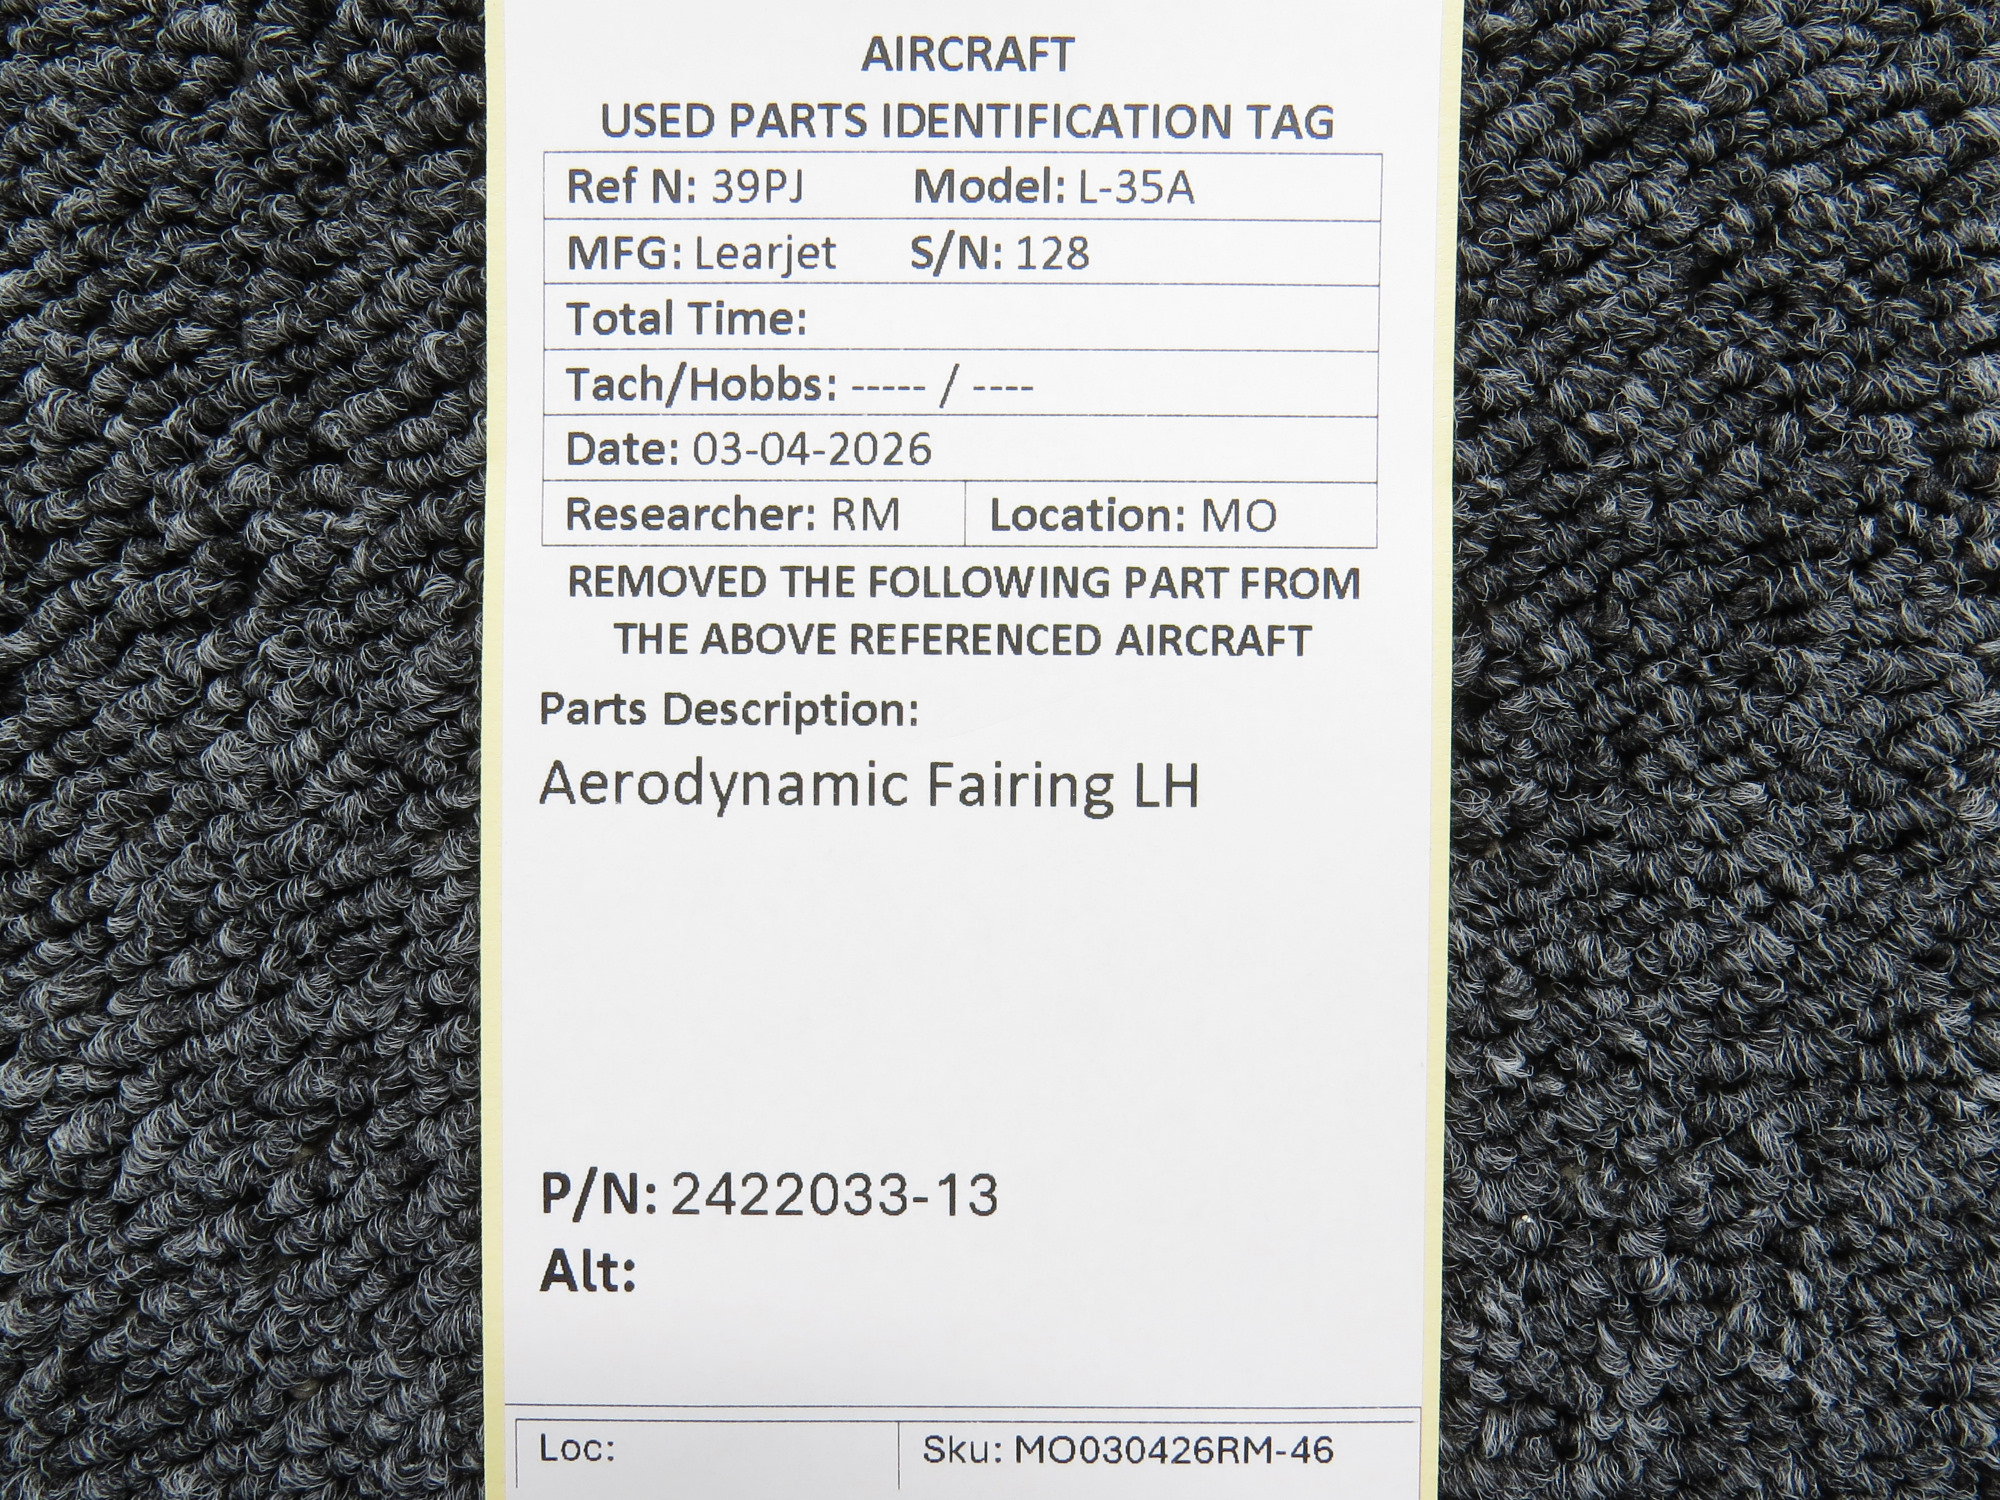 AIRCRAFT
USED PARTS IDENTIFICATION TAG
Ref N: 39PJ Model: L-35A
MFG: Learjet S/N: 128
Total Time:
Tach/Hobbs: ----- / ----
Date: 03-04-2026
Researcher: RM Location: MO
REMOVED THE FOLLOWING PART FROM
THE ABOVE REFERENCED AIRCRAFT
Parts Description:
Aerodynamic Fairing LH
P/N: 2422033-13
Alt:
Loc: Sku: MO030426RM-46